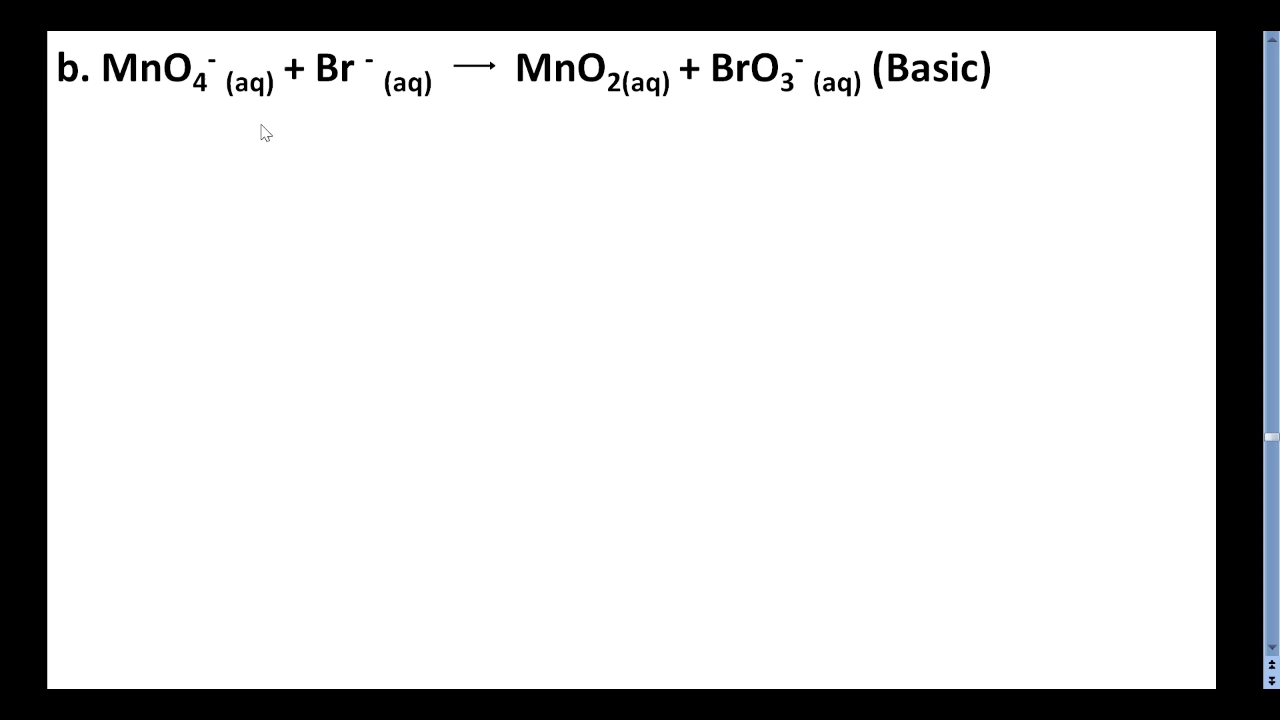 b. MnO₄⁻ (aq) + Br ⁻ (aq) ⟶ MnO₂(aq) + BrO₃⁻ (aq) (Basic)